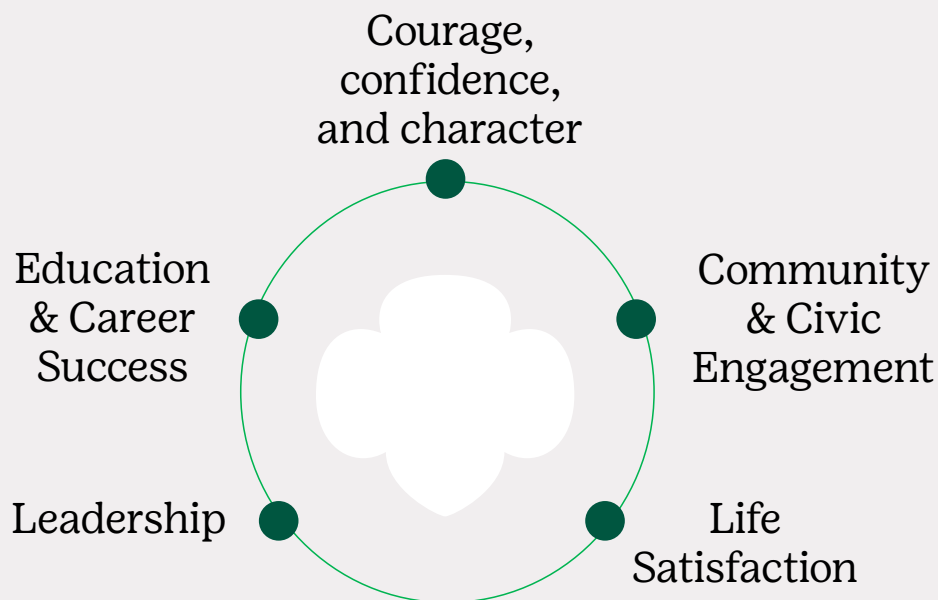 Courage,
confidence,
and character
Education
& Career
Success
Community
& Civic
Engagement
Leadership
Life
Satisfaction